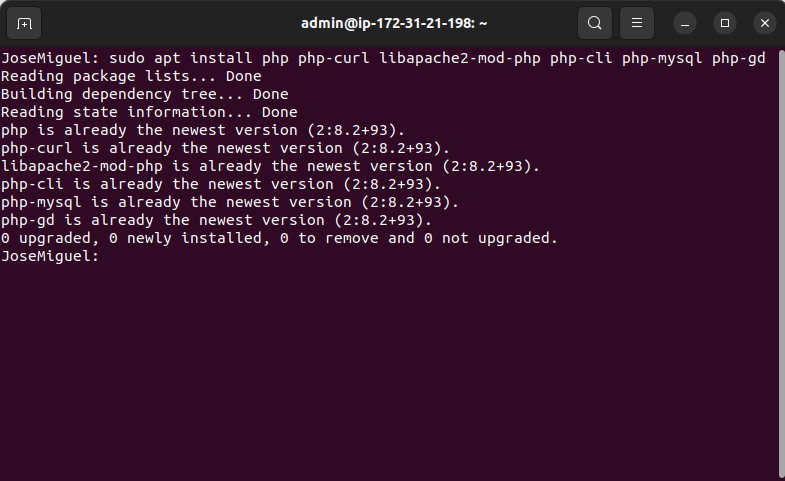 admin@ip-172-31-21-198: ~
JoseMiguel: sudo apt install php php-curl libapache2-mod-php php-cli php-mysql php-gd
Reading package lists... Done
Building dependency tree... Done
Reading state information... Done
php is already the newest version (2:8.2+93).
php-curl is already the newest version (2:8.2+93).
libapache2-mod-php is already the newest version (2:8.2+93).
php-cli is already the newest version (2:8.2+93).
php-mysql is already the newest version (2:8.2+93).
php-gd is already the newest version (2:8.2+93).
0 upgraded, 0 newly installed, 0 to remove and 0 not upgraded.
JoseMiguel: